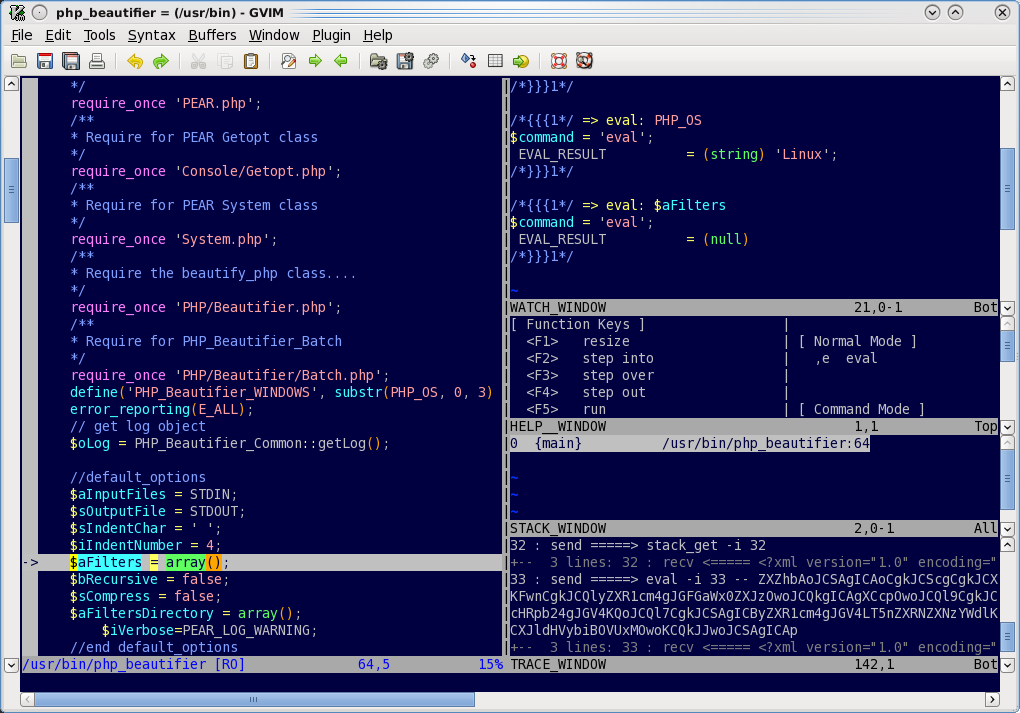 php_beautifier = (/usr/bin) - GVIM
File Edit Tools Syntax Buffers Window Plugin Help
*/
require_once 'PEAR.php';
/**
* Require for PEAR Getopt class
*/
require_once 'Console/Getopt.php';
/**
* Require for PEAR System class
*/
require_once 'System.php';
/**
* Require the beautify_php class....
*/
require_once 'PHP/Beautifier.php';
/**
* Require for PHP_Beautifier_Batch
*/
require_once 'PHP/Beautifier/Batch.php';
define('PHP_Beautifier_WINDOWS', substr(PHP_OS, 0, 3)
error_reporting(E_ALL);
// get log object
$oLog = PHP_Beautifier_Common::getLog();
//default_options
$aInputFiles = STDIN;
$sOutputFile = STDOUT;
$sIndentChar = ' ';
$iIndentNumber = 4;
-> $aFilters = array();
$bRecursive = false;
$sCompress = false;
$aFiltersDirectory = array();
$iVerbose=PEAR_LOG_WARNING;
//end default_options
/usr/bin/php_beautifier [RO] 64,5 15%
/*}}}1*/
/*{{{1*/ => eval: PHP_OS
$command = 'eval';
EVAL_RESULT = (string) 'Linux';
/*}}}1*/
/*{{{1*/ => eval: $aFilters
$command = 'eval';
EVAL_RESULT = (null)
/*}}}1*/
~
WATCH_WINDOW 21,0-1 Bot
[ Function Keys ] |
<F1> resize | [ Normal Mode ]
<F2> step into | ,e eval
<F3> step over |
<F4> step out |
<F5> run | [ Command Mode ]
HELP__WINDOW 1,1 Top
0 {main} /usr/bin/php_beautifier:64
~
~
~
STACK_WINDOW 2,0-1 All
32 : send =====> stack_get -i 32
+-- 3 lines: 32 : recv <===== <?xml version="1.0" encoding="
33 : send =====> eval -i 33 -- ZXZhbAoJCSAgICAoCgkJCScgCgkJCX
KFwnCgkJCQlyZXR1cm4gJGFGaWx0ZXJzOwoJCQkgICAgXCcpOwoJCQl9CgkJC
cHRpb24gJGV4KQoJCQl7CgkJCSAgICByZXR1cm4gJGV4LT5nZXRNZXNzYWdlK
CXJldHVybiBOVUxMOwoKCQkJJwoJCSAgICAp
+-- 3 lines: 33 : recv <===== <?xml version="1.0" encoding="
TRACE_WINDOW 142,1 Bot